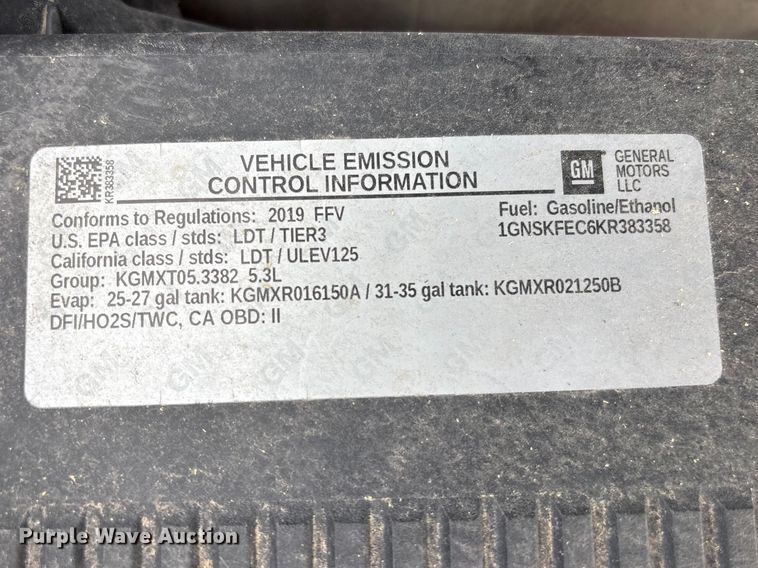 VEHICLE EMISSION
CONTROL INFORMATION
GM
GENERAL
MOTORS
LLC
KR383358
Conforms to Regulations: 2019 FFV
Fuel: Gasoline/Ethanol
U.S. EPA class / stds: LDT / TIER3
1GNSKFEC6KR383358
California class / stds: LDT / ULEV125
Group: KGMXT05.3382 5.3L
Evap: 25-27 gal tank: KGMXR016150A / 31-35 gal tank: KGMXR021250B
DFI/HO2S/TWC, CA OBD: II
Purple Wave Auction